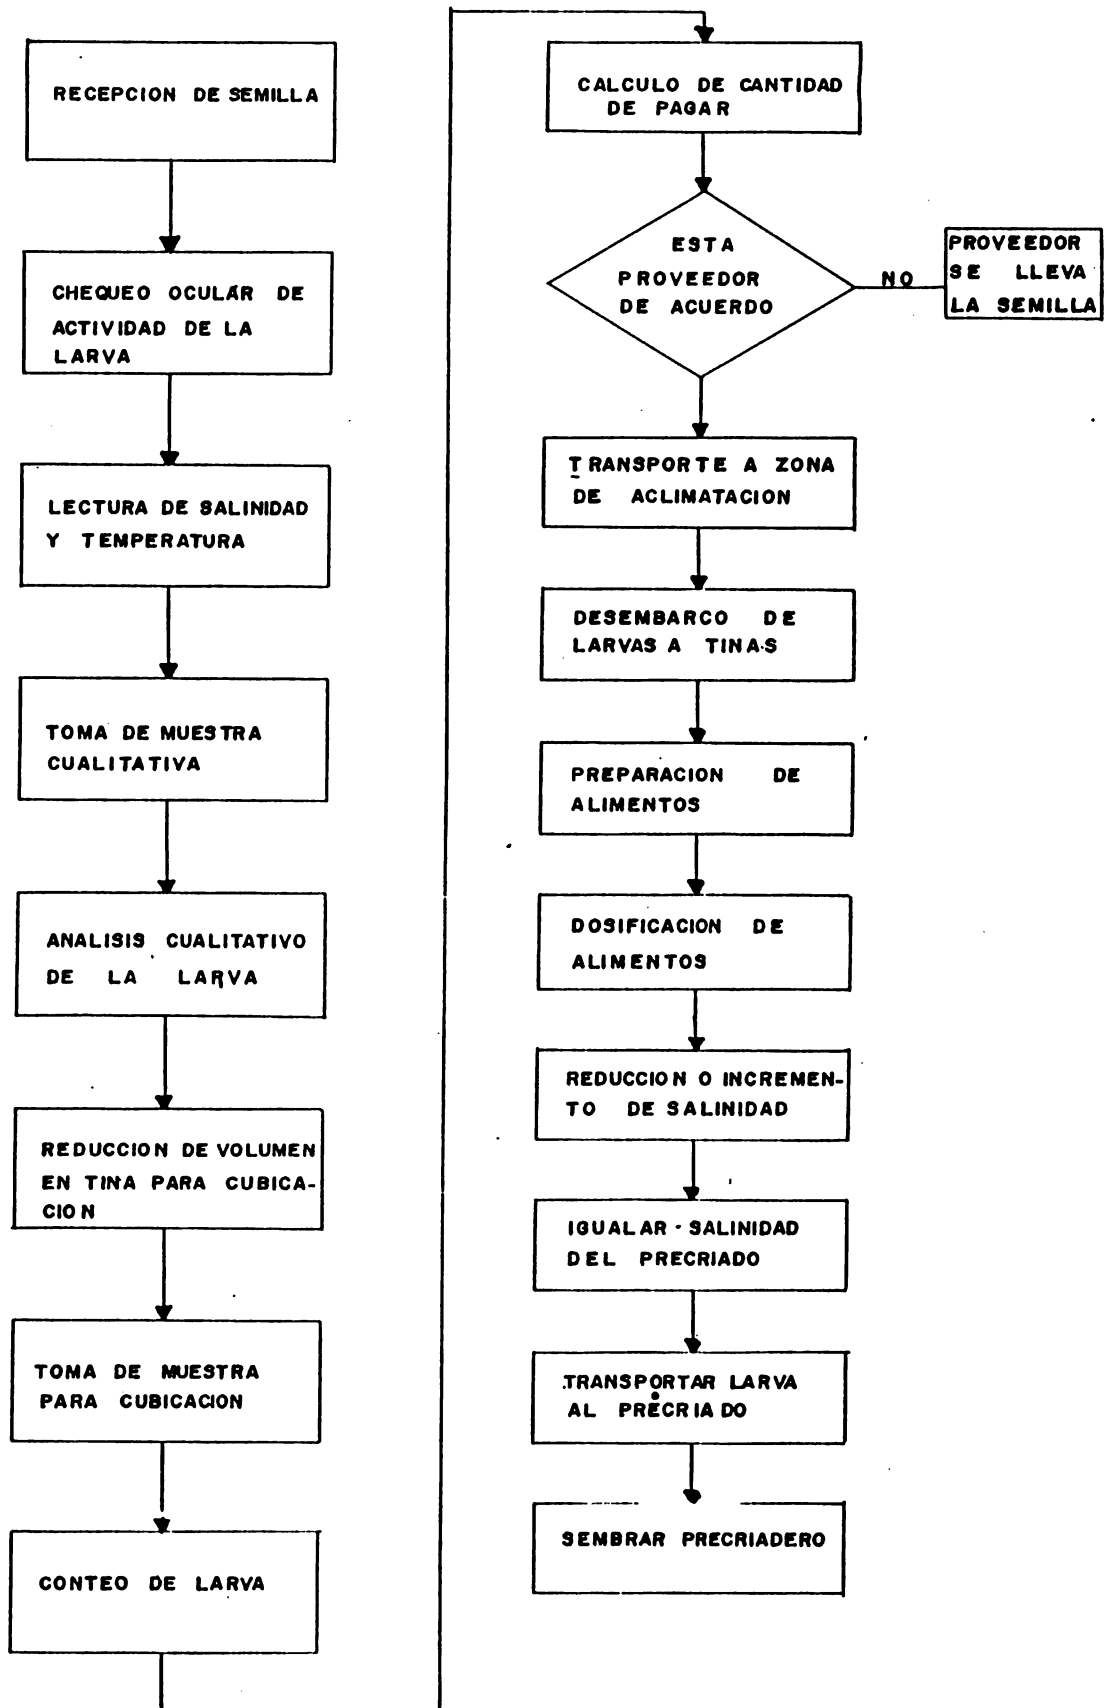 RECEPCION DE SEMILLA
CHEQUEO OCULAR DE
ACTIVIDAD DE LA
LARVA
LECTURA DE SALINIDAD
Y TEMPERATURA
TOMA DE MUESTRA
CUALITATIVA
ANALISIS CUALITATIVO
DE LA LARVA
REDUCCION DE VOLUMEN
EN TINA PARA CUBICA-
CION
TOMA DE MUESTRA
PARA CUBICACION
CONTEO DE LARVA
CALCULO DE CANTIDAD
DE PAGAR
ESTA
PROVEEDOR
DE ACUERDO
NO
PROVEEDOR
SE LLEVA
LA SEMILLA
TRANSPORTE A ZONA
DE ACLIMATACION
DESEMBARCO DE
LARVAS A TINAS
PREPARACION DE
ALIMENTOS
DOSIFICACION DE
ALIMENTOS
REDUCCION O INCREMEN-
TO DE SALINIDAD
IGUALAR SALINIDAD
DEL PRECRIADO
TRANSPORTAR LARVA
AL PRECRIADO
SEMBRAR PRECRIADERO